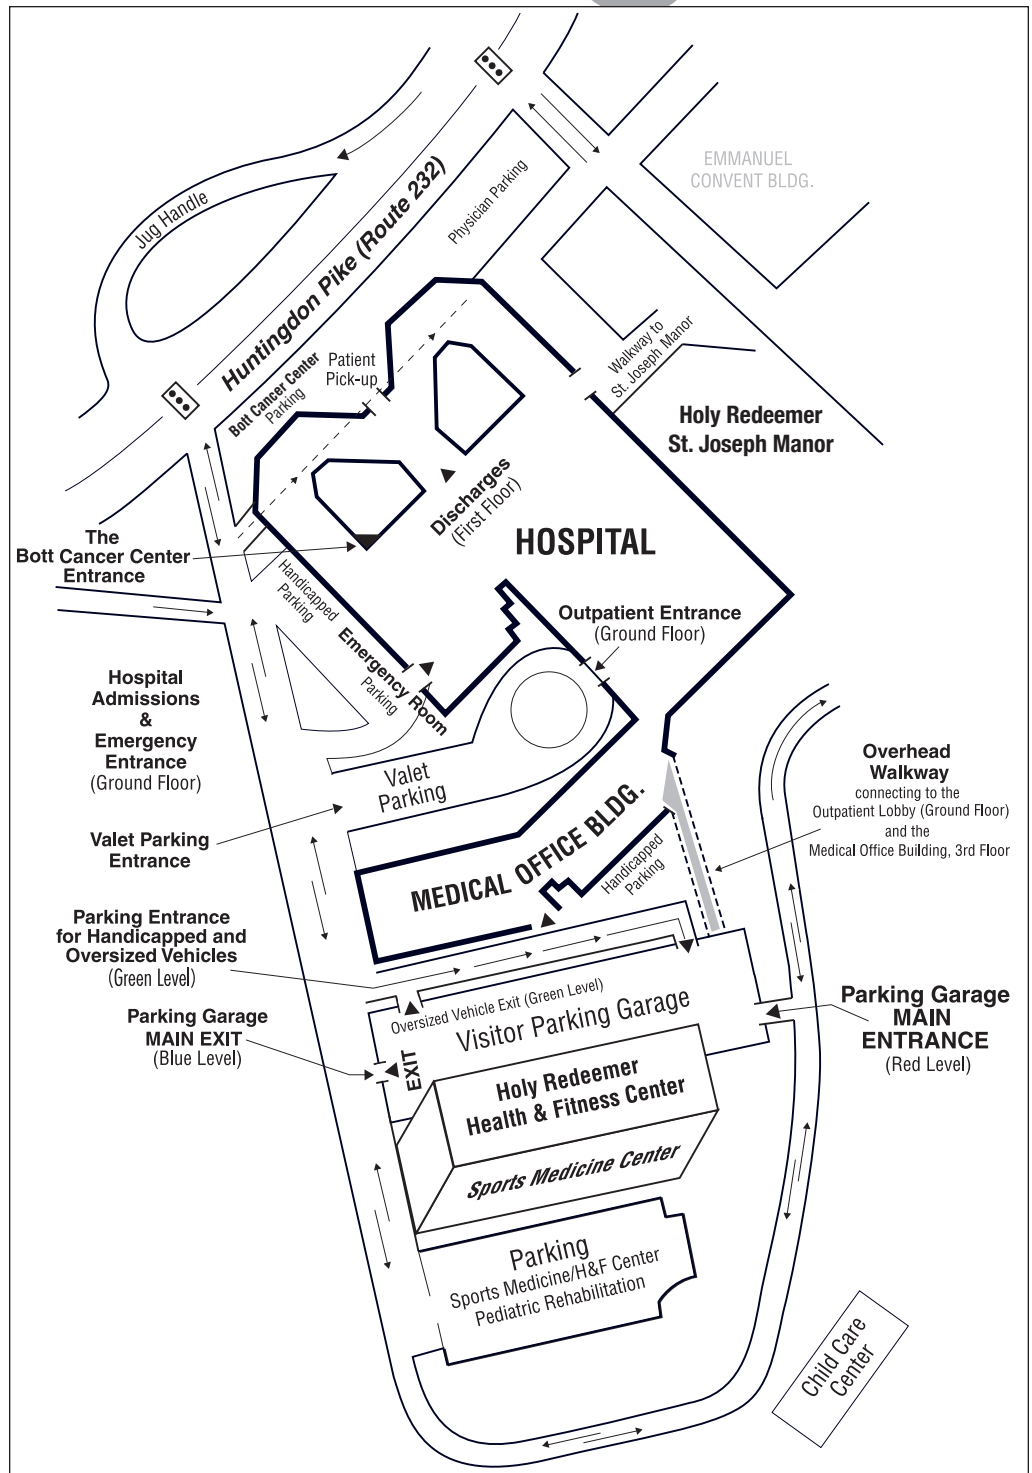 EMMANUEL
CONVENT BLDG.
Jug Handle
Huntingdon Pike (Route 232)
Physician Parking
Walkway to
St. Joseph Manor
Patient
Pick-up
Bott Cancer Center
Parking
Holy Redeemer
St. Joseph Manor
Discharges
(First Floor)
HOSPITAL
The
Bott Cancer Center
Entrance
Handicapped
Parking
Outpatient Entrance
(Ground Floor)
Emergency Room
Parking
Hospital
Admissions
&
Emergency
Entrance
(Ground Floor)
Valet
Parking
Overhead
Walkway
connecting to the
Outpatient Lobby (Ground Floor)
and the
Medical Office Building, 3rd Floor
Valet Parking
Entrance
MEDICAL OFFICE BLDG.
Handicapped
Parking
Parking Entrance
for Handicapped and
Oversized Vehicles
(Green Level)
Oversized Vehicle Exit (Green Level)
Visitor Parking Garage
Parking Garage
MAIN
ENTRANCE
(Red Level)
Parking Garage
MAIN EXIT
(Blue Level)
EXIT
Holy Redeemer
Health & Fitness Center
Sports Medicine Center
Parking
Sports Medicine/H&F Center
Pediatric Rehabilitation
Child Care
Center